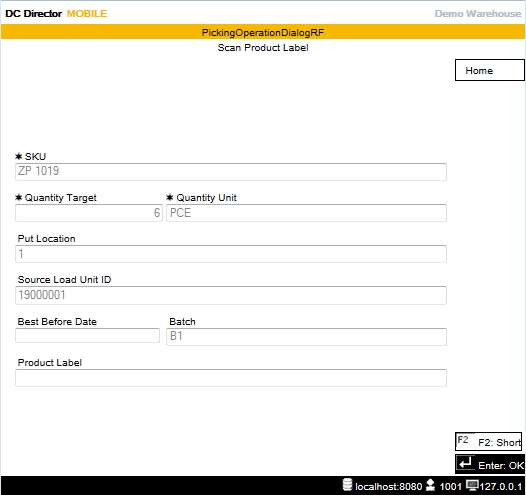 DC Director MOBILE Demo Warehouse
PickingOperationDialogRF
Scan Product Label
Home
✱ SKU
ZP 1019
✱ Quantity Target ✱ Quantity Unit
6 PCE
Put Location
1
Source Load Unit ID
19000001
Best Before Date Batch
B1
Product Label
F2 F2: Short
Enter: OK
localhost:8080 1001 127.0.0.1